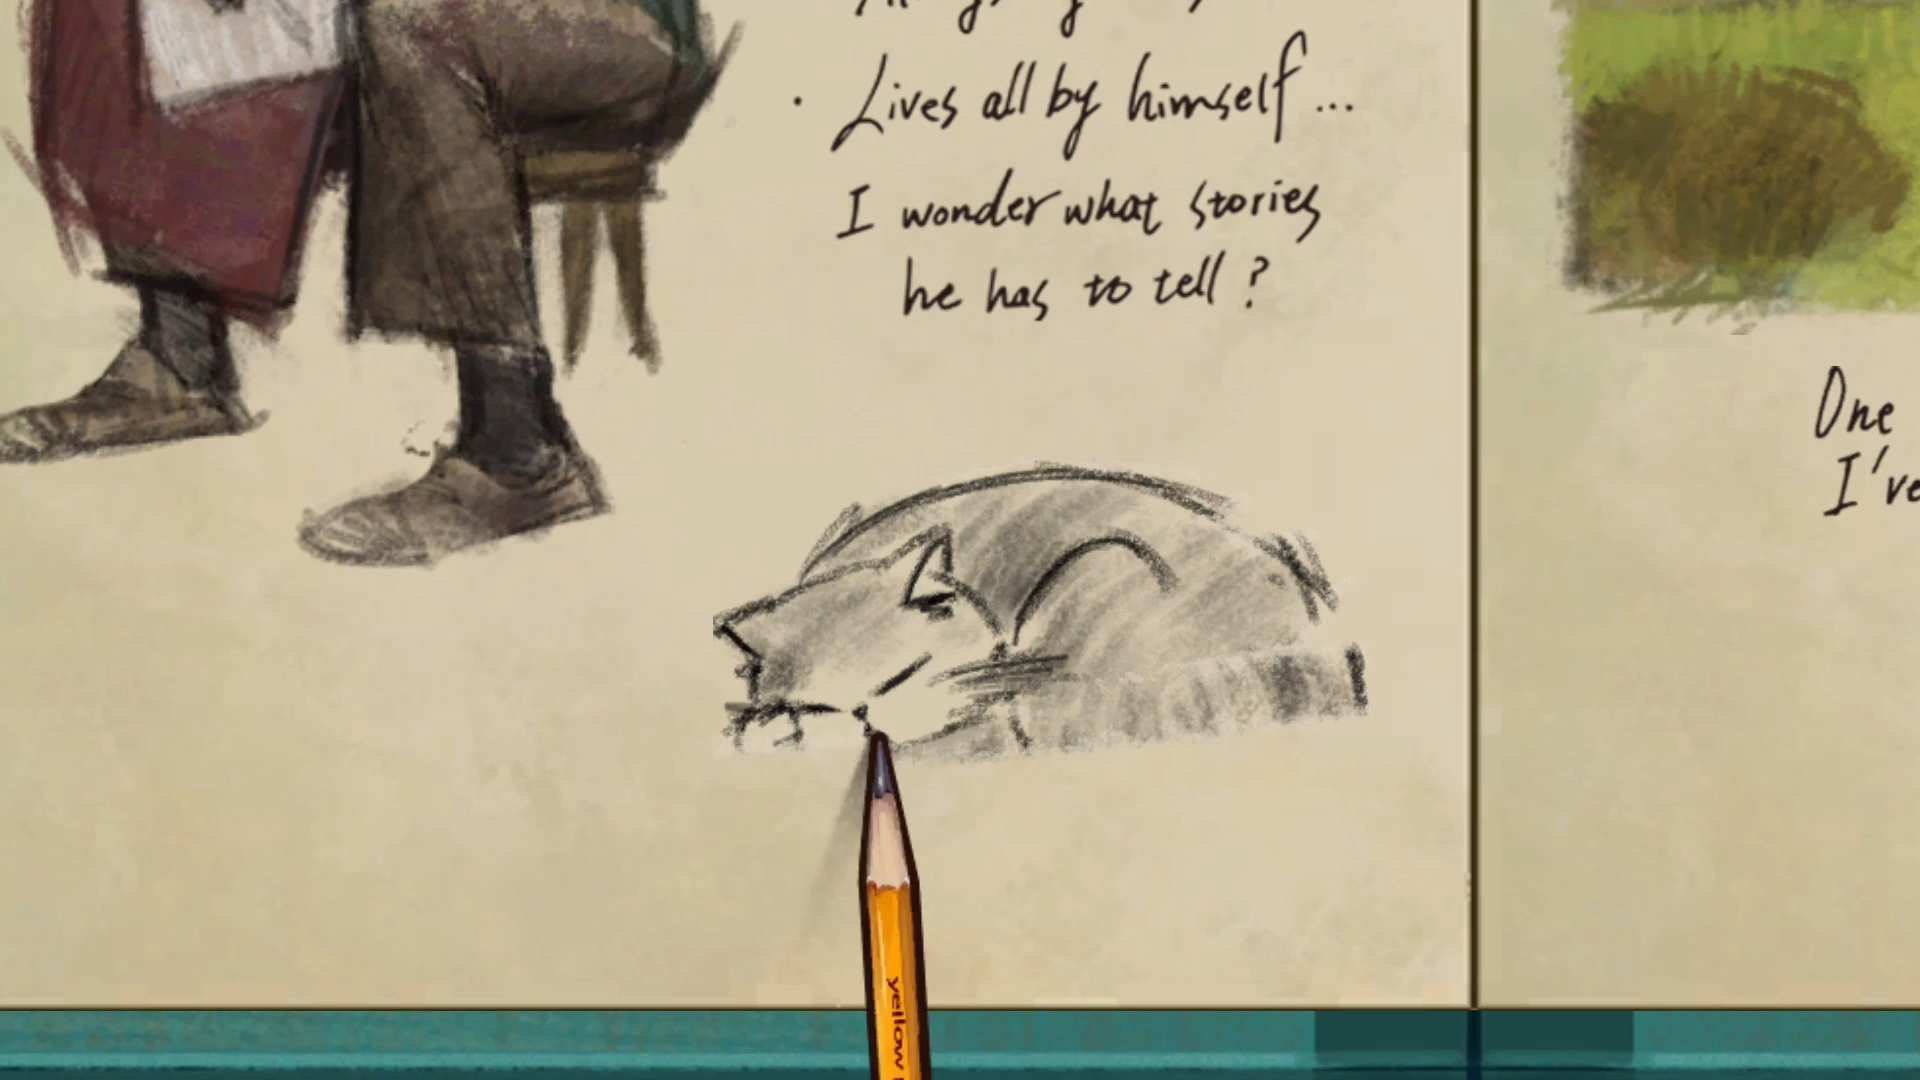 · Lives all by himself...
I wonder what stories
he has to tell?
One
I've
yellow